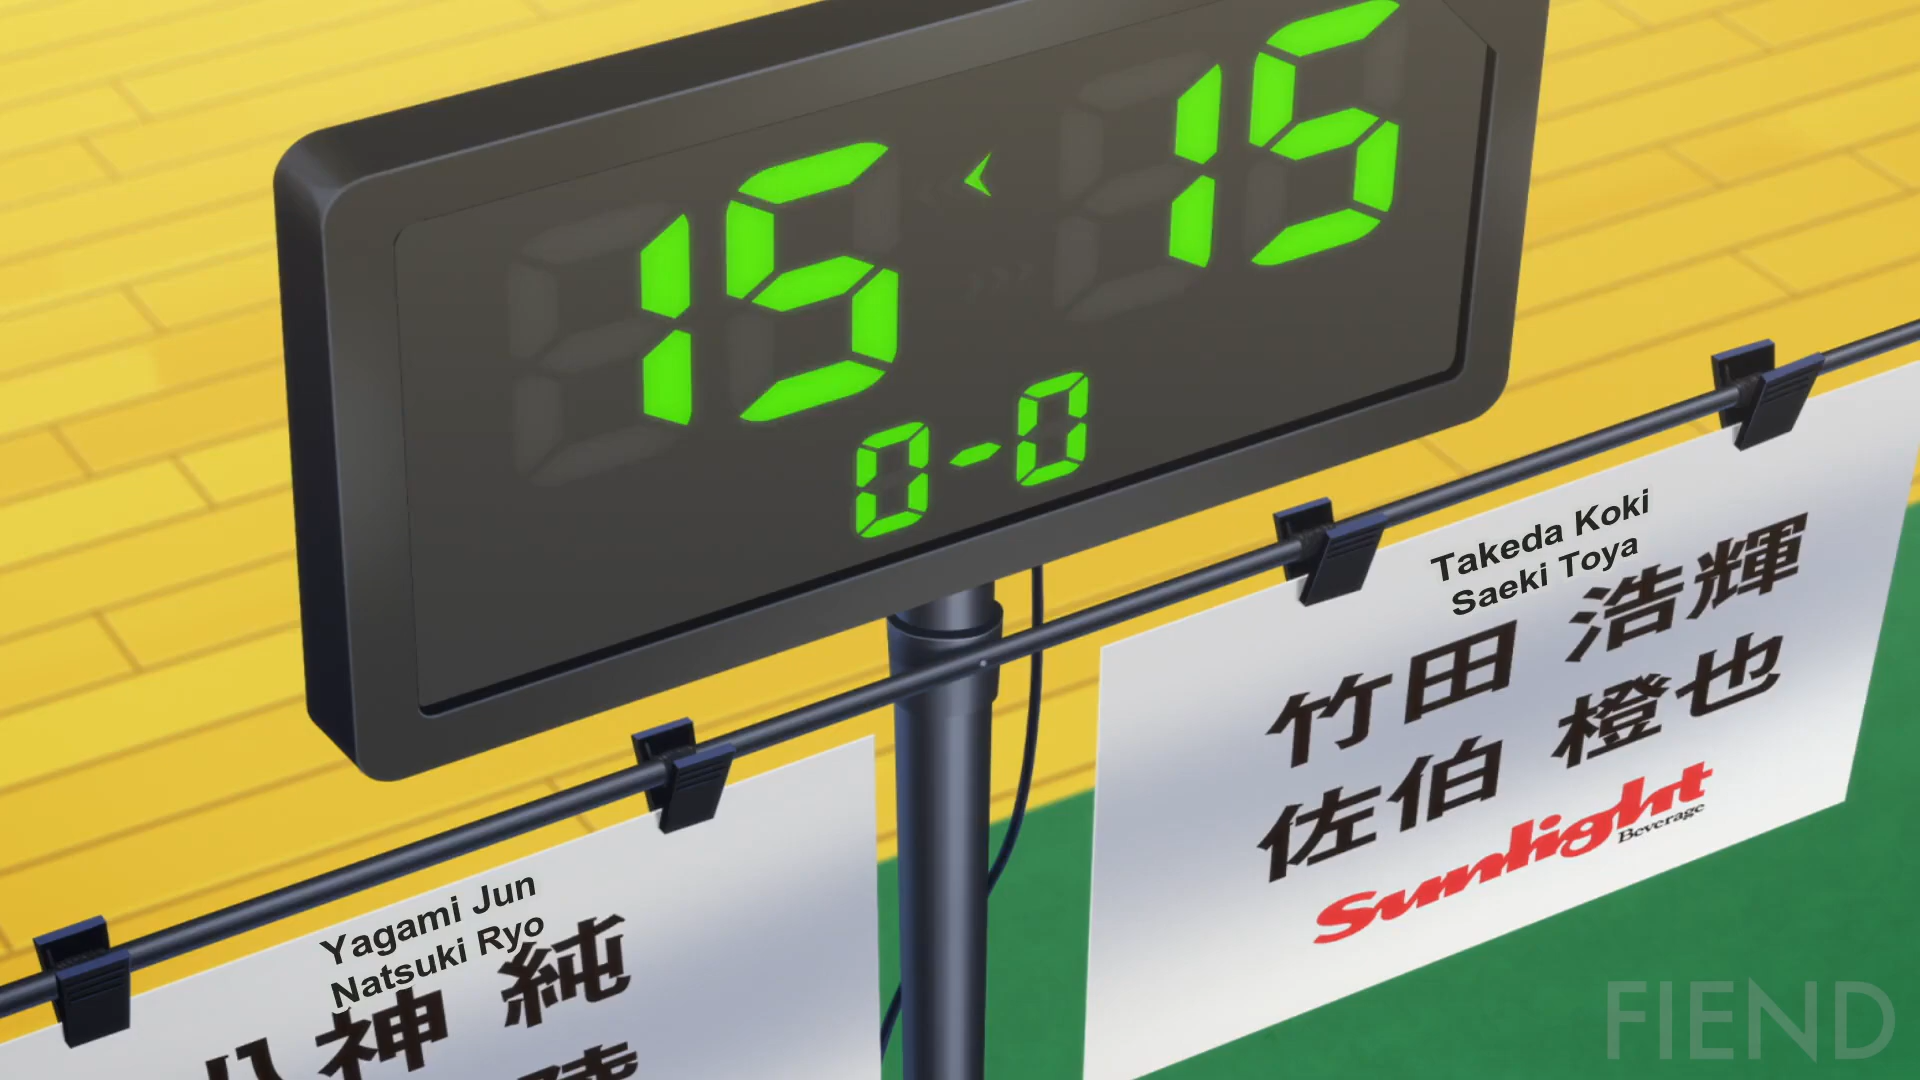 15 < 15
0-0
Takeda Koki
Saeki Toya
竹田 浩輝
佐伯 橙也
Sunlight
Beverage
Yagami Jun
Natsuki Ryo
八神 純
FIEND